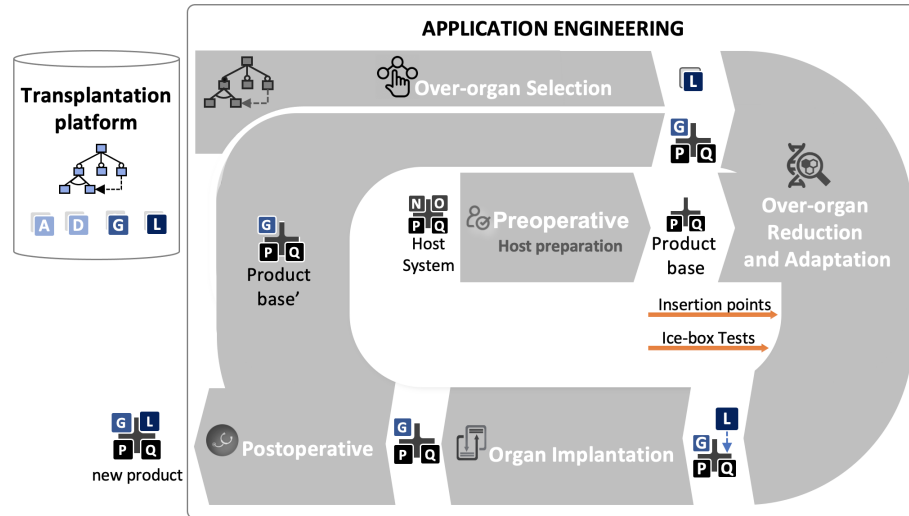 APPLICATION ENGINEERING
Transplantation
platform
A D G L
Over-organ Selection
L
G
P Q
N O
P Q
Host
System
Preoperative
Host preparation
P Q
Product
base
Over-organ
Reduction
and Adaptation
G
P Q
Product
base’
Insertion points
Ice-box Tests
G L
P Q
new product
Postoperative
G
P Q
Organ Implantation
L
G
P Q